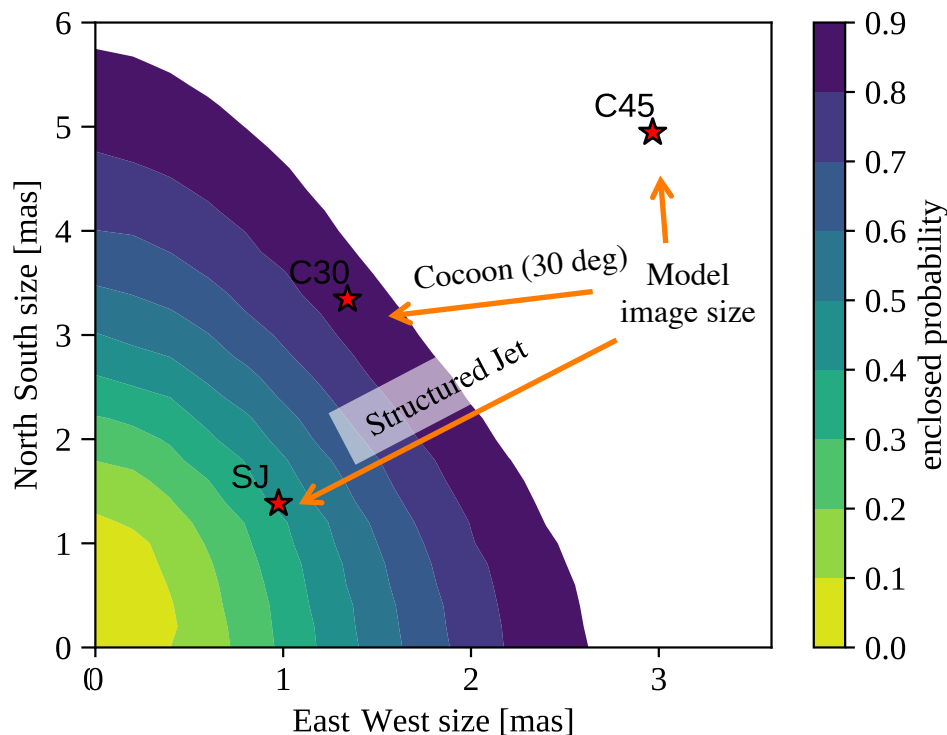 6
5
4
3
2
1
0
0
1
2
3
North South size [mas]
East West size [mas]
C45
C30
SJ
Cocoon (30 deg)
Structured Jet
Model
image size
0.9
0.8
0.7
0.6
0.5
0.4
0.3
0.2
0.1
0.0
enclosed probability